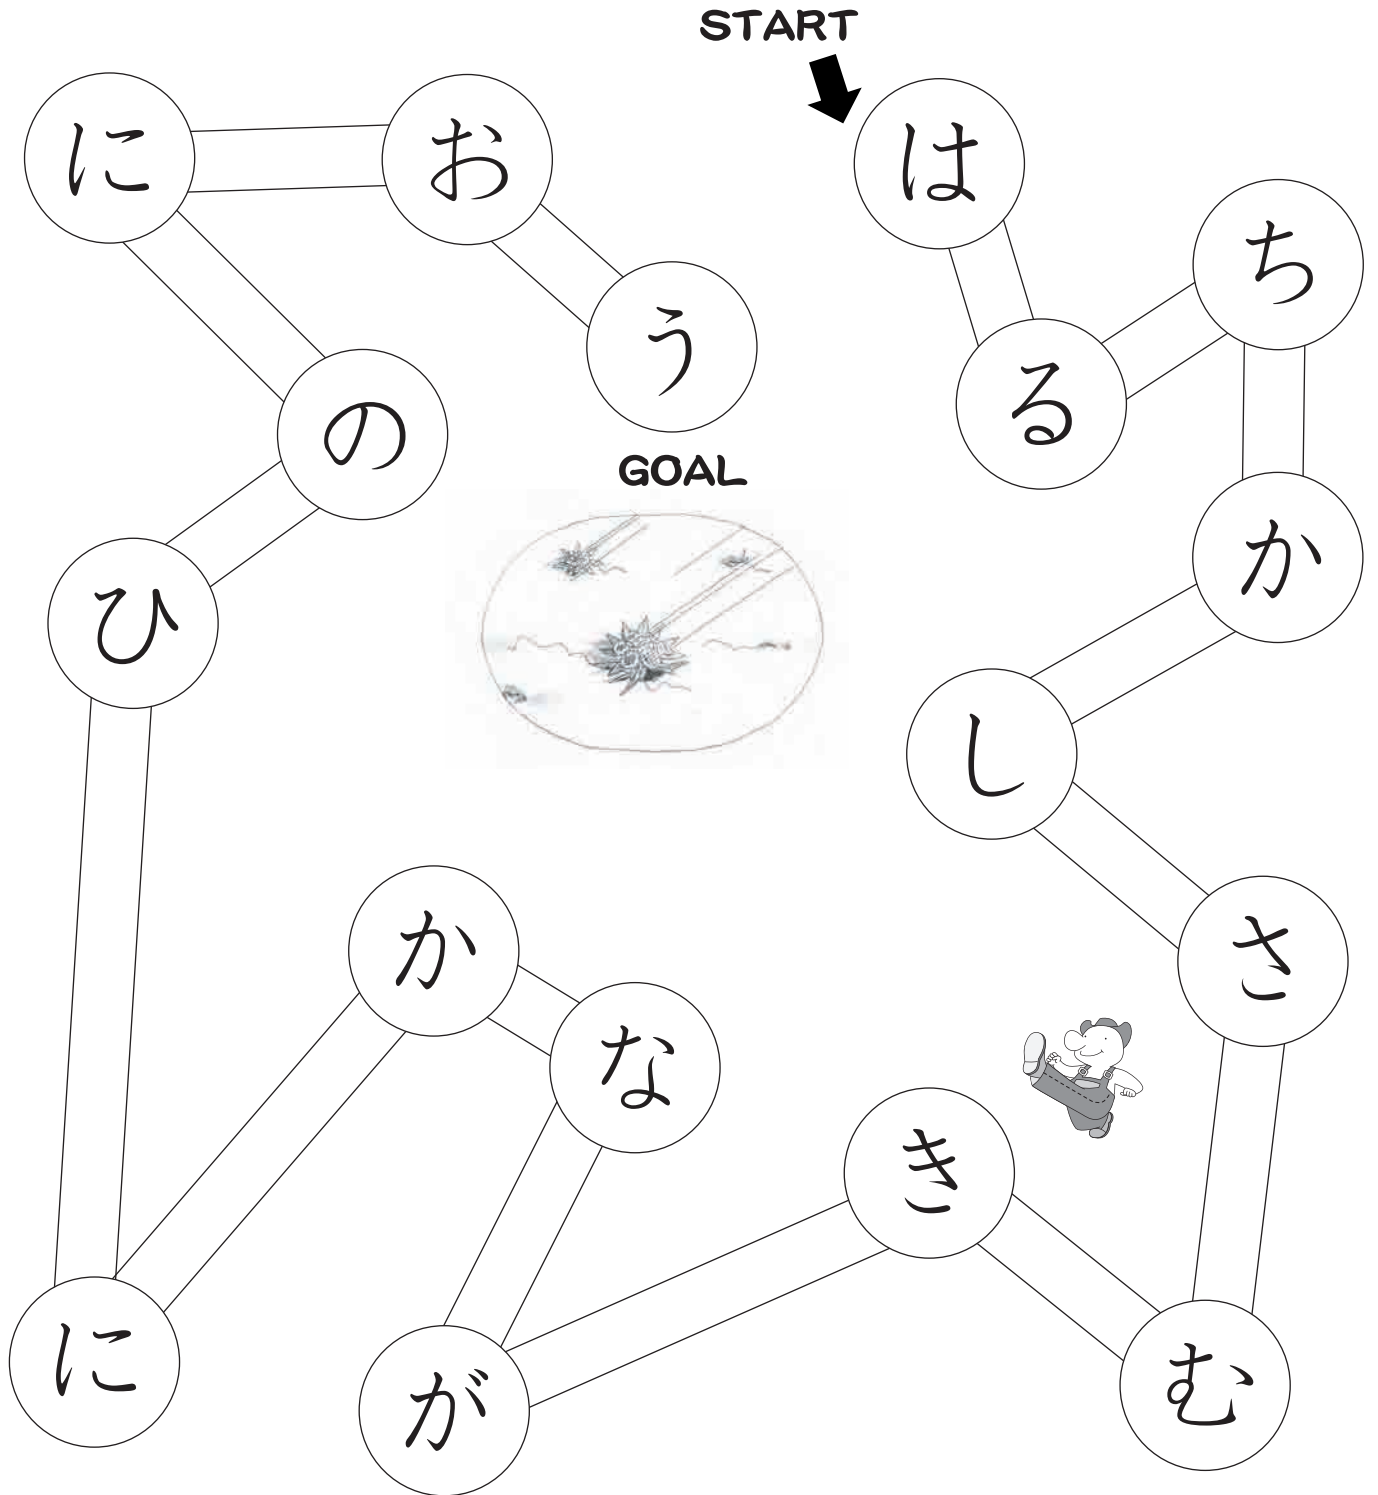 START
は
る
ち
か
し
さ
む
き
が
な
か
に
ひ
の
に
お
う
GOAL